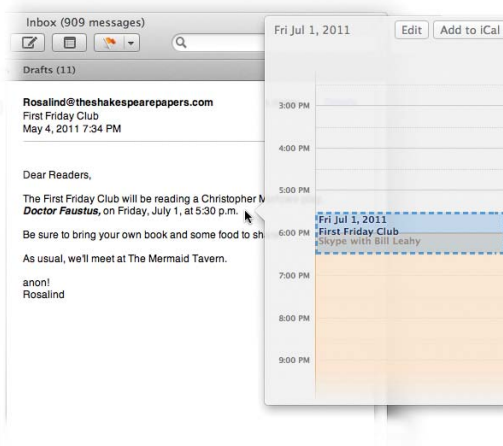 Inbox (909 messages)
Drafts (11)
Rosalind@theshakespearepapers.com
First Friday Club
May 4, 2011 7:34 PM
Dear Readers,
The First Friday Club will be reading a Christopher
Doctor Faustus, on Friday, July 1, at 5:30 p.m.
Be sure to bring your own book and some food to
As usual, we'll meet at The Mermaid Tavern.
anon!
Rosalind
Fri Jul 1, 2011
Edit
Add to iCal
3:00 PM
4:00 PM
5:00 PM
Fri Jul 1, 2011
6:00 PM
First Friday Club
Skype with Bill Leahy
7:00 PM
8:00 PM
9:00 PM